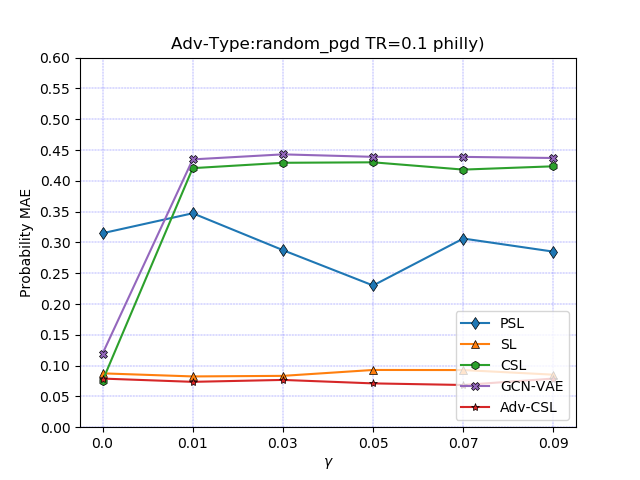 Adv-Type:random_pgd TR=0.1 philly)
0.60
0.55
0.50
0.45
0.40
0.35
0.30
0.25
0.20
0.15
0.10
0.05
0.00
Probability MAE
PSL
SL
CSL
GCN-VAE
Adv-CSL
0.0 0.01 0.03 0.05 0.07 0.09
γ